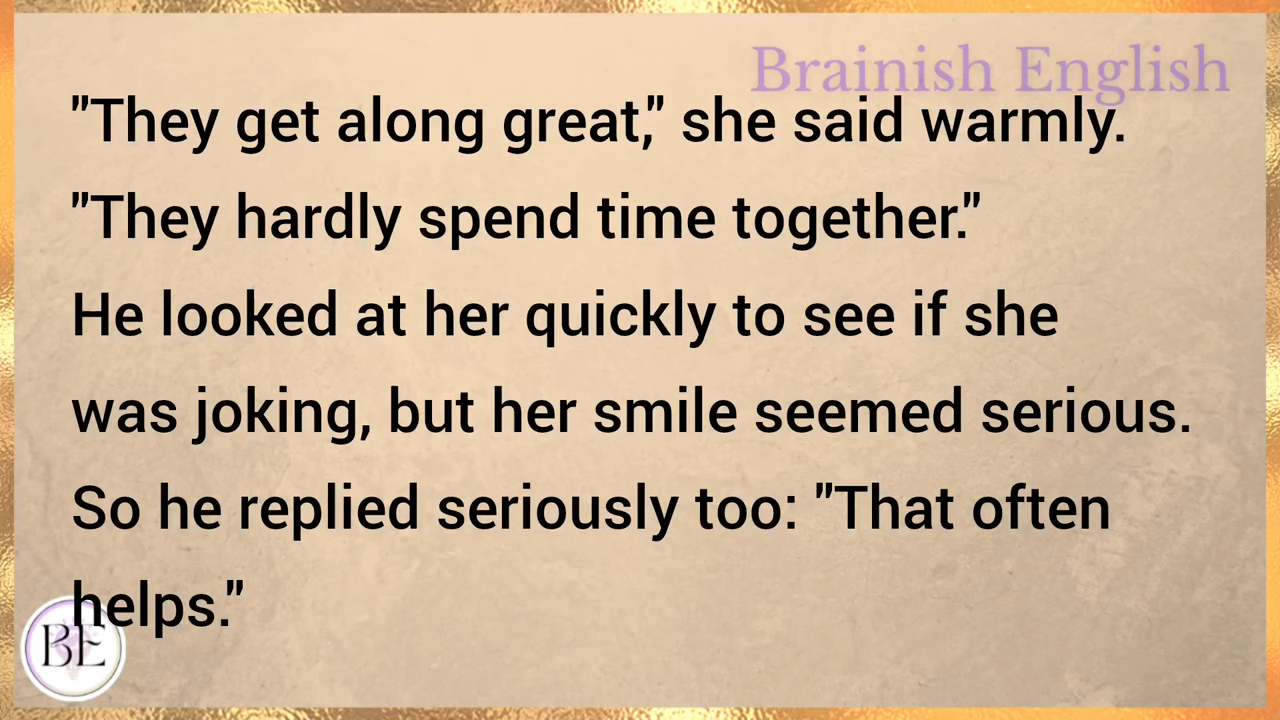 Brainish English
"They get along great," she said warmly.
"They hardly spend time together."
He looked at her quickly to see if she
was joking, but her smile seemed serious.
So he replied seriously too: "That often
helps."
BE